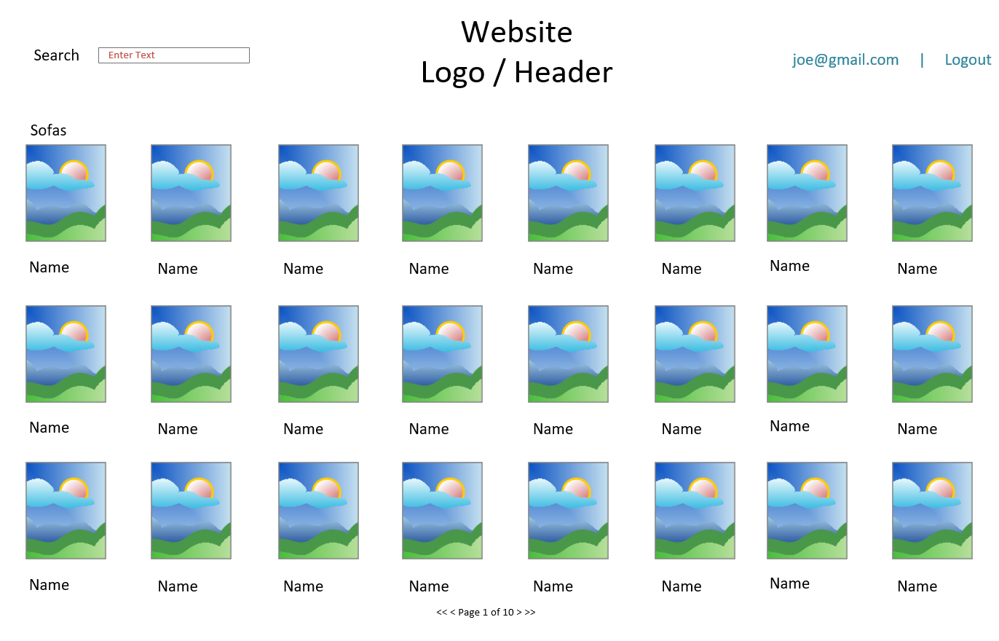 Website
Logo / Header
Search Enter Text
joe@gmail.com | Logout
Sofas
Name Name Name Name Name Name Name Name
Name Name Name Name Name Name Name Name
Name Name Name Name Name Name Name Name
<< < Page 1 of 10 > >>